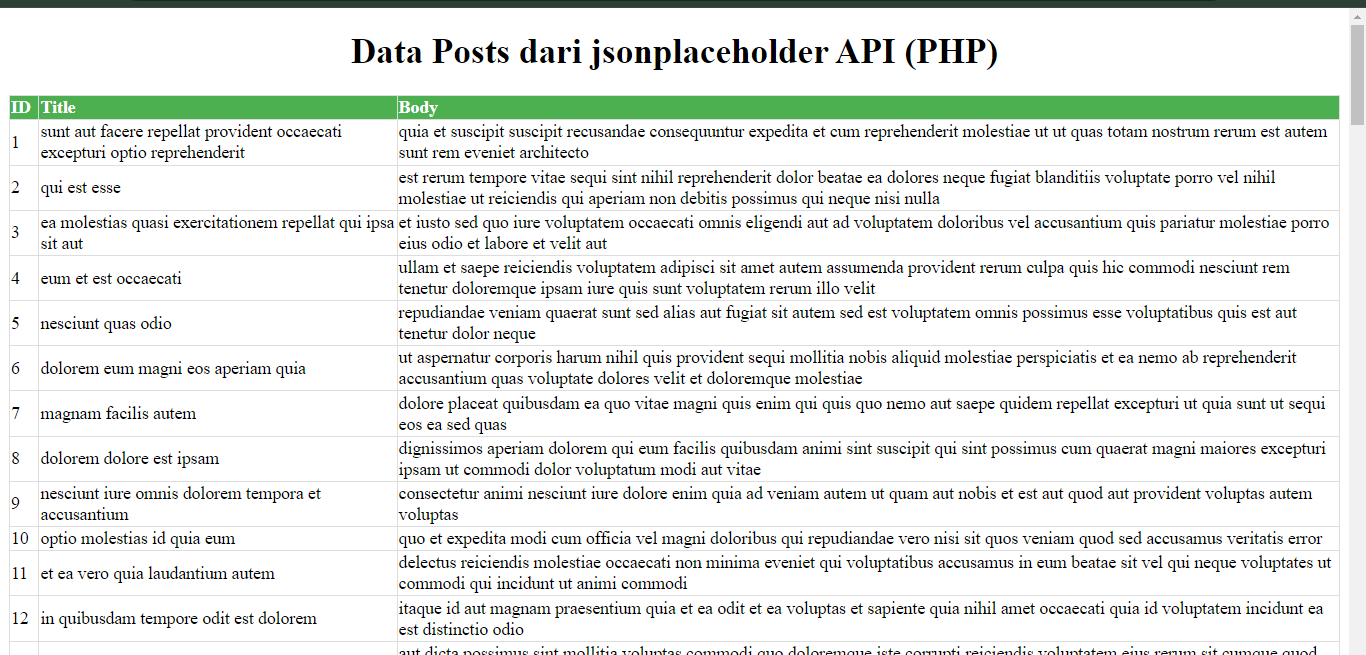 Data Posts dari jsonplaceholder API (PHP)
ID Title Body
1 sunt aut facere repellat provident occaecati excepturi optio reprehenderit quia et suscipit suscipit recusandae consequuntur expedita et cum reprehenderit molestiae ut ut quas totam nostrum rerum est autem sunt rem eveniet architecto
2 qui est esse est rerum tempore vitae sequi sint nihil reprehenderit dolor beatae ea dolores neque fugiat blanditiis voluptate porro vel nihil molestiae ut reiciendis qui aperiam non debitis possimus qui neque nisi nulla
3 ea molestias quasi exercitationem repellat qui ipsa sit aut et iusto sed quo iure voluptatem occaecati omnis eligendi aut ad voluptatem doloribus vel accusantium quis pariatur molestiae porro eius odio et labore et velit aut
4 eum et est occaecati ullam et saepe reiciendis voluptatem adipisci sit amet autem assumenda provident rerum culpa quis hic commodi nesciunt rem tenetur doloremque ipsam iure quis sunt voluptatem rerum illo velit
5 nesciunt quas odio repudiandae veniam quaerat sunt sed alias aut fugiat sit autem sed est voluptatem omnis possimus esse voluptatibus quis est aut tenetur dolor neque
6 dolorem eum magni eos aperiam quia ut aspernatur corporis harum nihil quis provident sequi mollitia nobis aliquid molestiae perspiciatis et ea nemo ab reprehenderit accusantium quas voluptate dolores velit et doloremque molestiae
7 magnam facilis autem dolore placeat quibusdam ea quo vitae magni quis enim qui quis quo nemo aut saepe quidem repellat excepturi ut quia sunt ut sequi eos ea sed quas
8 dolorem dolore est ipsam dignissimos aperiam dolorem qui eum facilis quibusdam animi sint suscipit qui sint possimus cum quaerat magni maiores excepturi ipsam ut commodi dolor voluptatum modi aut vitae
9 nesciunt iure omnis dolorem tempora et accusantium consectetur animi nesciunt iure dolore enim quia ad veniam autem ut quam aut nobis et est aut quod aut provident voluptas autem voluptas
10 optio molestias id quia eum quo et expedita modi cum officia vel magni doloribus qui repudiandae vero nisi sit quos veniam quod sed accusamus veritatis error
11 et ea vero quia laudantium autem delectus reiciendis molestiae occaecati non minima eveniet qui voluptatibus accusamus in eum beatae sit vel qui neque voluptates ut commodi qui incidunt ut animi commodi
12 in quibusdam tempore odit est dolorem itaque id aut magnam praesentium quia et ea odit et ea voluptas et sapiente quia nihil amet occaecati quia id voluptatem incidunt ea est distinctio odio
aut dicta possimus sint mollitia voluptas commodi quo doloremque iste corrupti reiciendis voluptatem eius rerum sit cumque quod